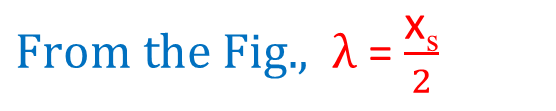 From the Fig., λ = xₛ/2